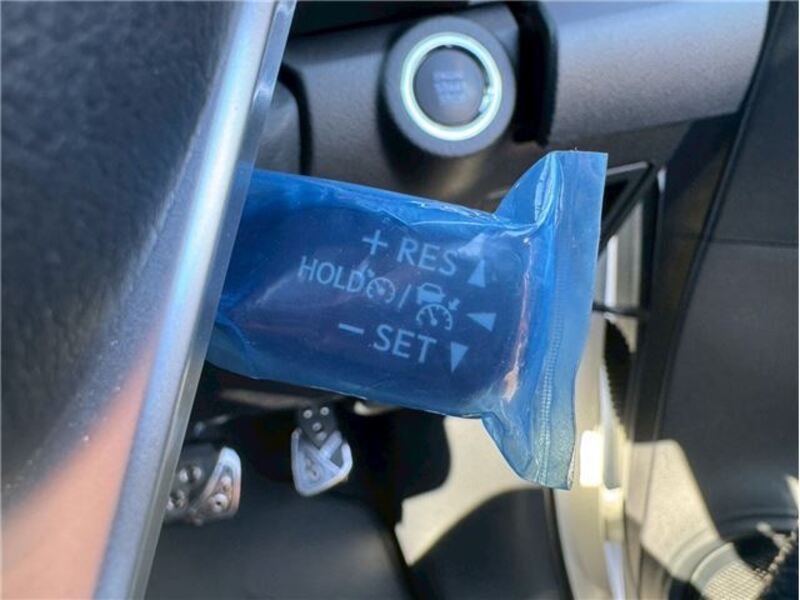 + RES
HOLD /
− SET